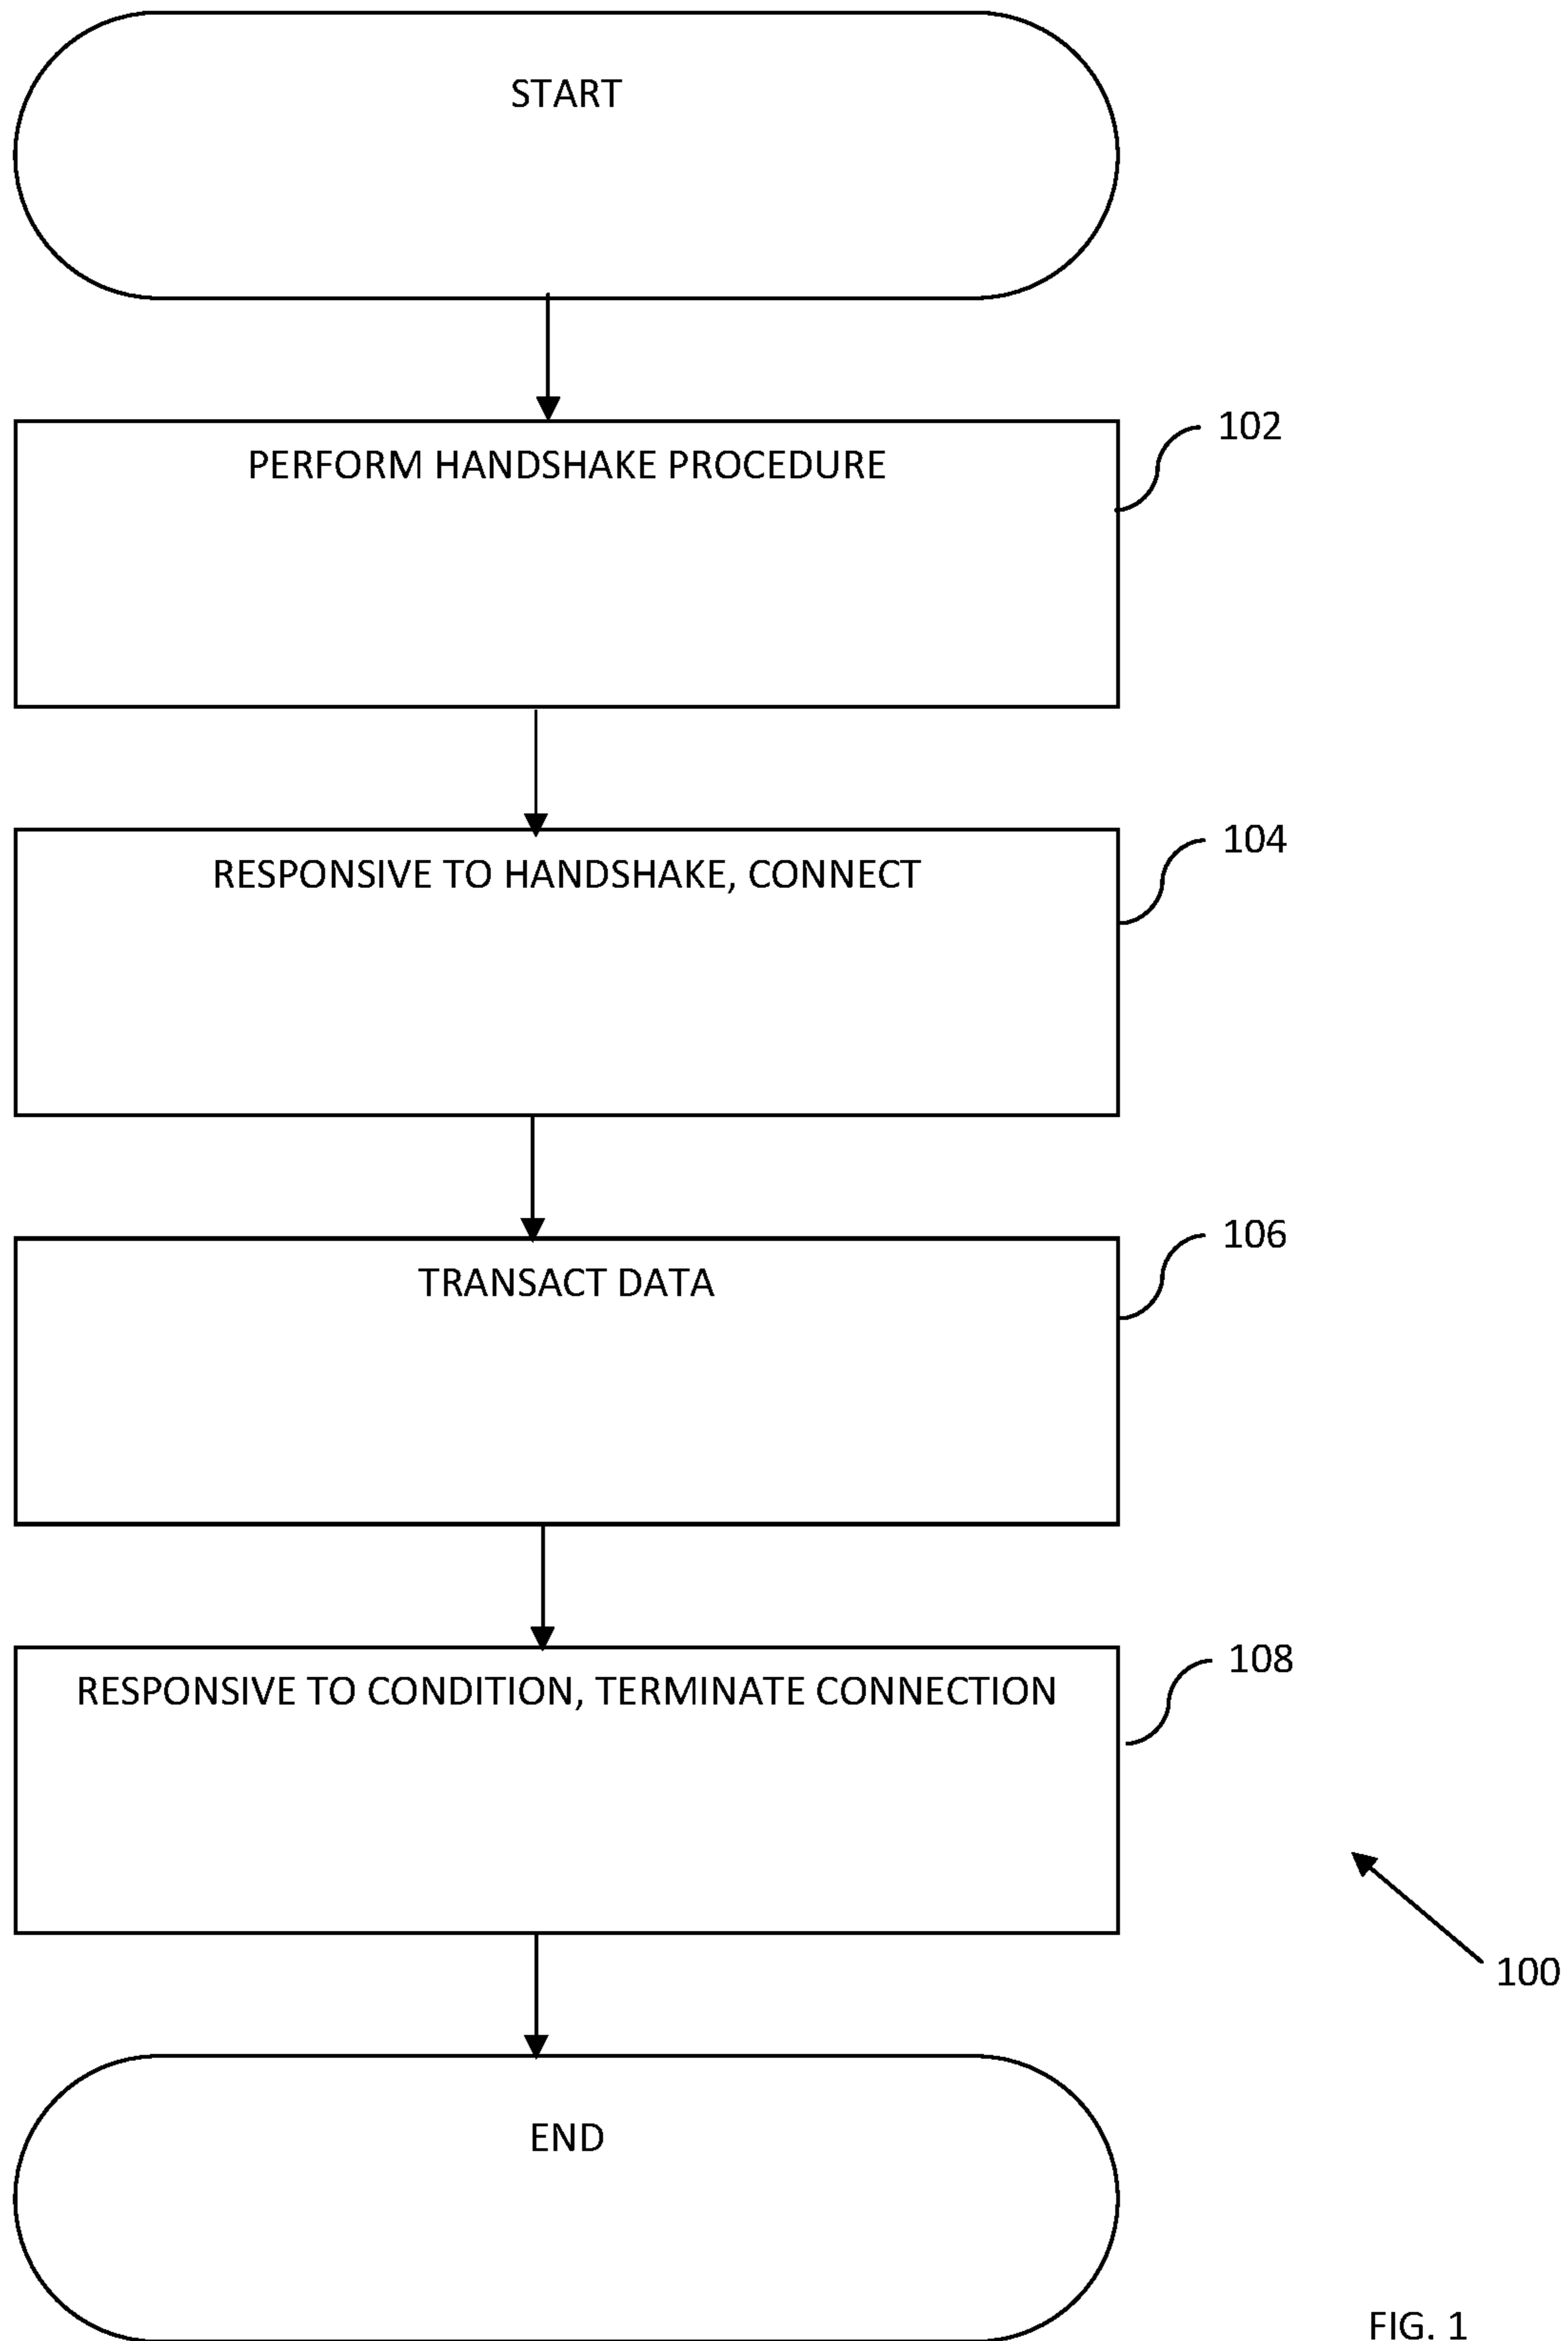 START
PERFORM HANDSHAKE PROCEDURE
102
RESPONSIVE TO HANDSHAKE, CONNECT
104
TRANSACT DATA
106
RESPONSIVE TO CONDITION, TERMINATE CONNECTION
108
100
END
FIG. 1